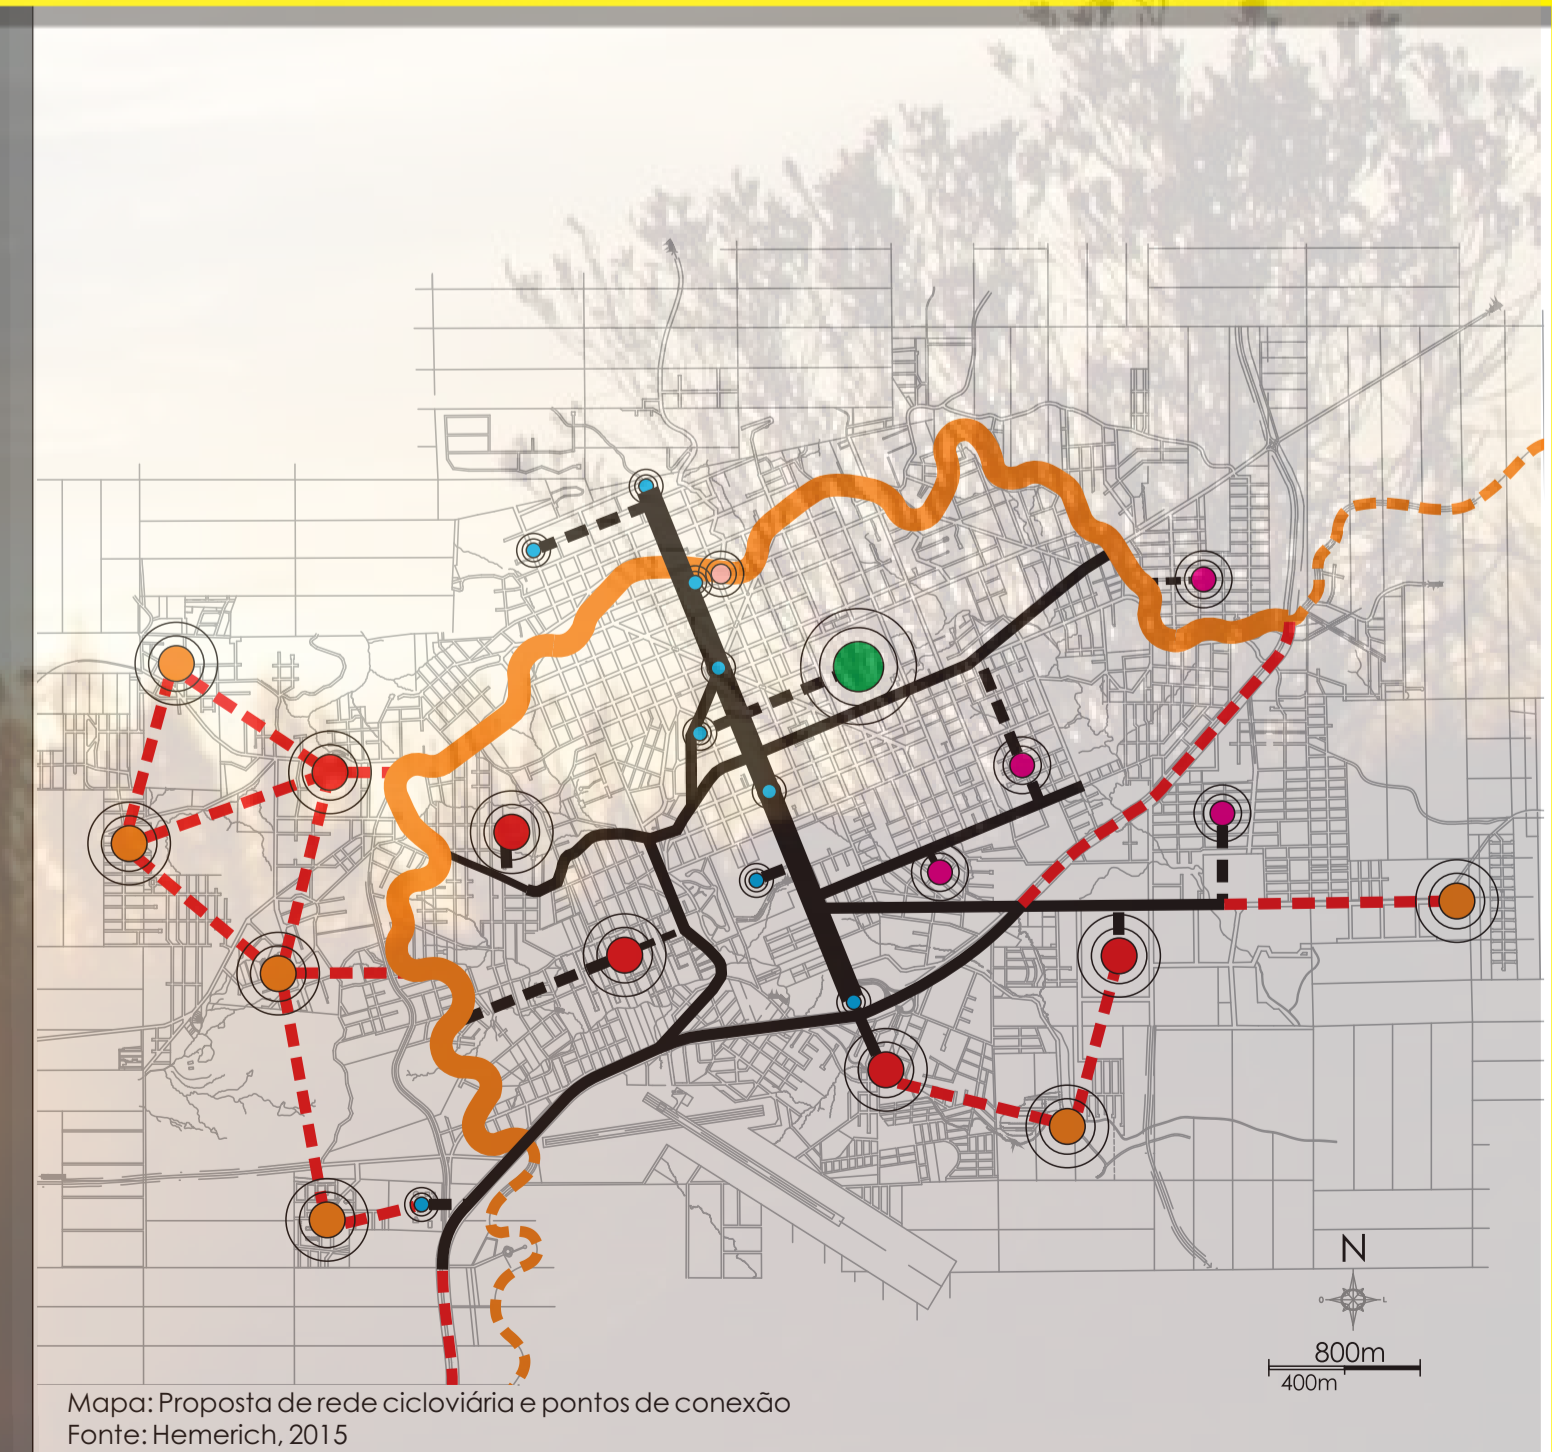 N
O
L
800m
400m
Mapa: Proposta de rede cicloviária e pontos de conexão
Fonte: Hemerich, 2015